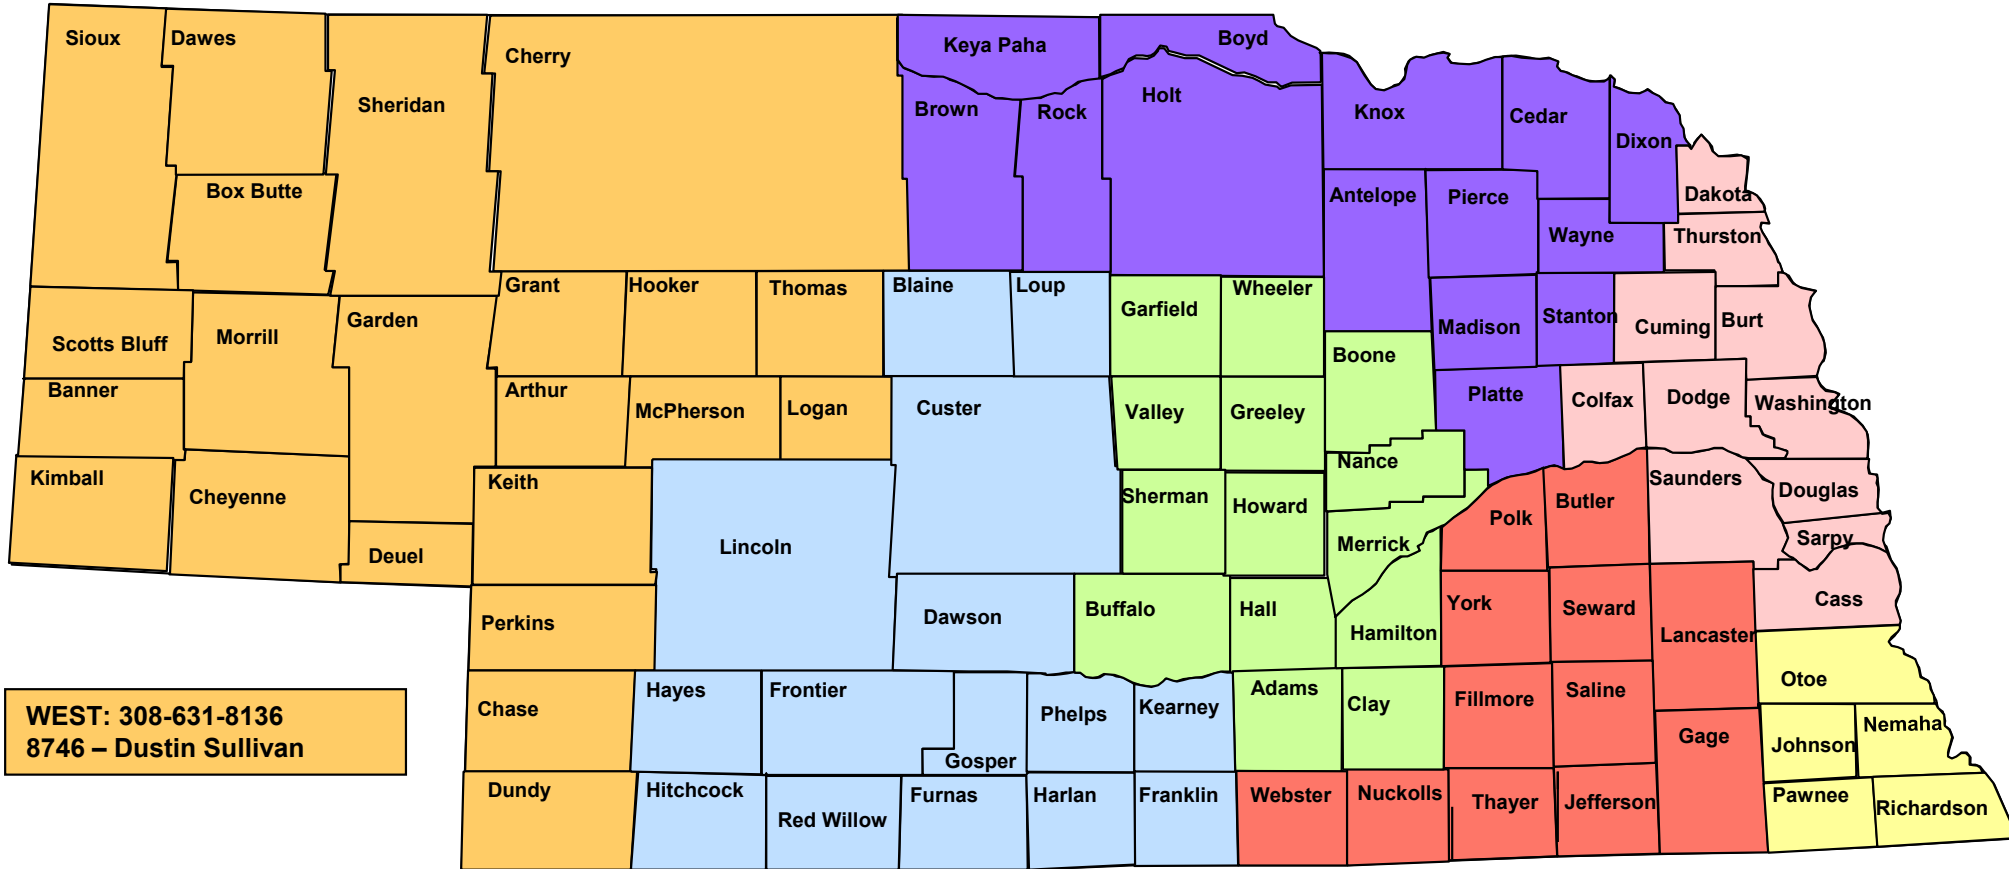 Sioux
Dawes
Sheridan
Cherry
Keya Paha
Boyd
Brown
Rock
Holt
Knox
Cedar
Dixon
Dakota
Box Butte
Antelope
Pierce
Wayne
Thurston
Scotts Bluff
Morrill
Garden
Grant
Hooker
Thomas
Blaine
Loup
Garfield
Wheeler
Madison
Stanton
Cuming
Burt
Banner
Arthur
McPherson
Logan
Custer
Valley
Greeley
Boone
Platte
Colfax
Dodge
Washington
Kimball
Cheyenne
Keith
Sherman
Howard
Nance
Butler
Saunders
Douglas
Deuel
Lincoln
Merrick
Polk
Sarpy
Perkins
Dawson
Buffalo
Hall
Hamilton
York
Seward
Lancaster
Cass
Chase
Hayes
Frontier
Gosper
Phelps
Kearney
Adams
Clay
Fillmore
Saline
Gage
Otoe
Johnson
Nemaha
WEST: 308-631-8136
8746 – Dustin Sullivan
Dundy
Hitchcock
Red Willow
Furnas
Harlan
Franklin
Webster
Nuckolls
Thayer
Jefferson
Pawnee
Richardson